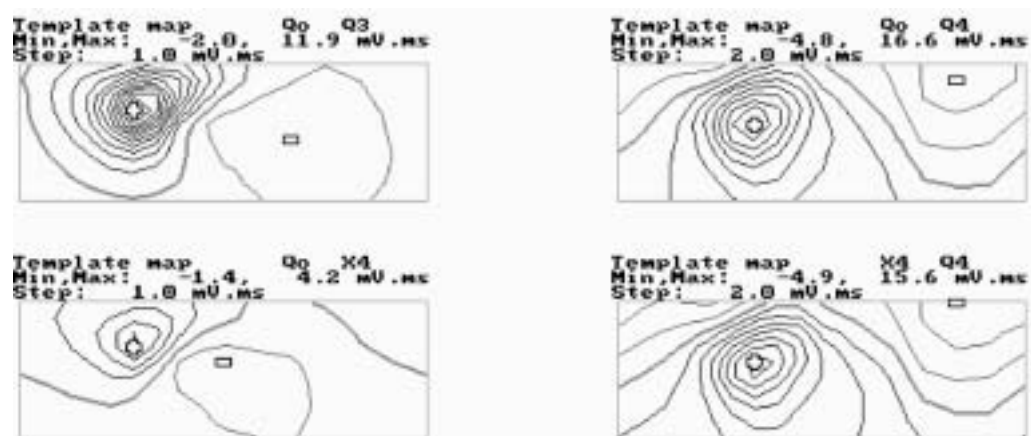 Template map Qo Q3
Min,Max: -2.0, 11.9 mV.ms
Step: 1.0 mV.ms
Template map Qo Q4
Min,Max: -4.8, 16.6 mV.ms
Step: 2.0 mV.ms
Template map Qo X4
Min,Max: -1.4, 4.2 mV.ms
Step: 1.0 mV.ms
Template map X4 Q4
Min,Max: -4.9, 15.6 mV.ms
Step: 2.0 mV.ms